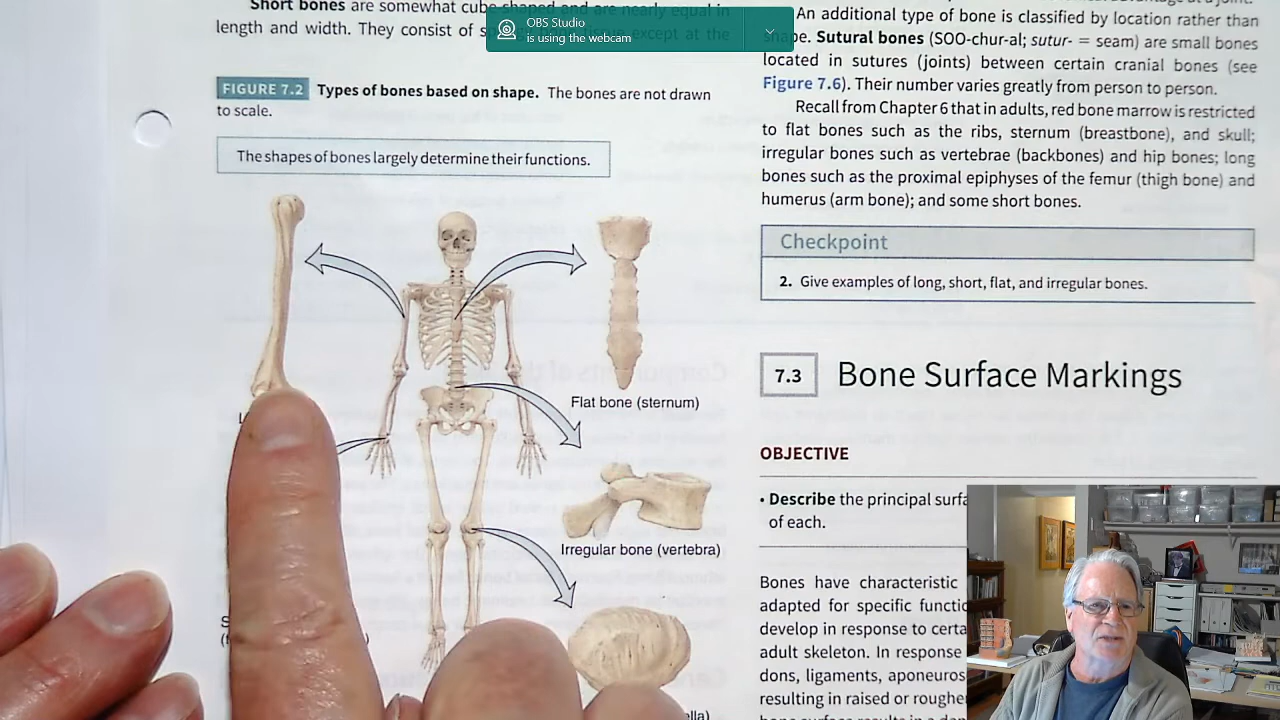 Short bones are somewhat cube shaped and are nearly equal in
length and width. They consist of
except at the
OBS Studio
is using the webcam
FIGURE 7.2 Types of bones based on shape. The bones are not drawn
to scale.
The shapes of bones largely determine their functions.
Flat bone (sternum)
Irregular bone (vertebra)
An additional type of bone is classified by location rather than
shape. Sutural bones (SOO-chur-al; sutur- = seam) are small bones
located in sutures (joints) between certain cranial bones (see
Figure 7.6). Their number varies greatly from person to person.
Recall from Chapter 6 that in adults, red bone marrow is restricted
to flat bones such as the ribs, sternum (breastbone), and skull;
irregular bones such as vertebrae (backbones) and hip bones; long
bones such as the proximal epiphyses of the femur (thigh bone) and
humerus (arm bone); and some short bones.
Checkpoint
2. Give examples of long, short, flat, and irregular bones.
7.3 Bone Surface Markings
OBJECTIVE
• Describe the principal surfa
of each.
Bones have characteristic
adapted for specific functio
develop in response to certa
adult skeleton. In response
dons, ligaments, aponeuros
resulting in raised or roughe